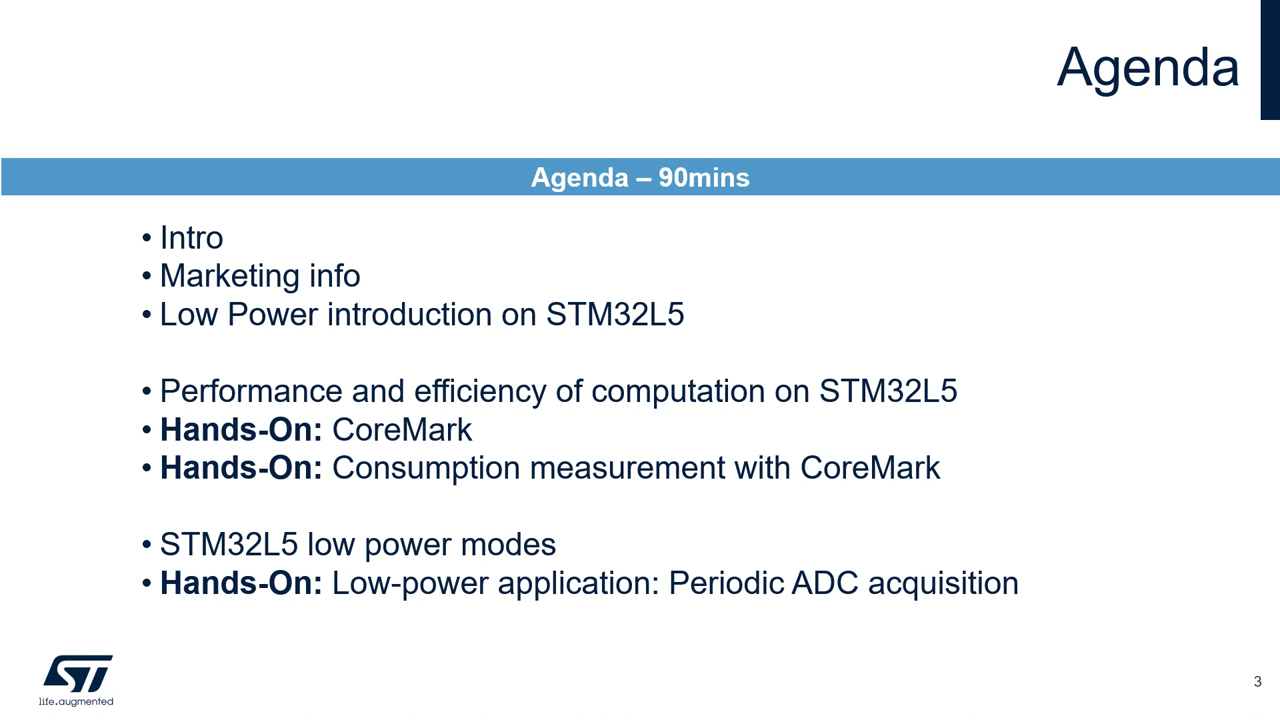 Agenda
Agenda – 90mins
• Intro
• Marketing info
• Low Power introduction on STM32L5
• Performance and efficiency of computation on STM32L5
• Hands-On: CoreMark
• Hands-On: Consumption measurement with CoreMark
• STM32L5 low power modes
• Hands-On: Low-power application: Periodic ADC acquisition
ST
life.augmented
3